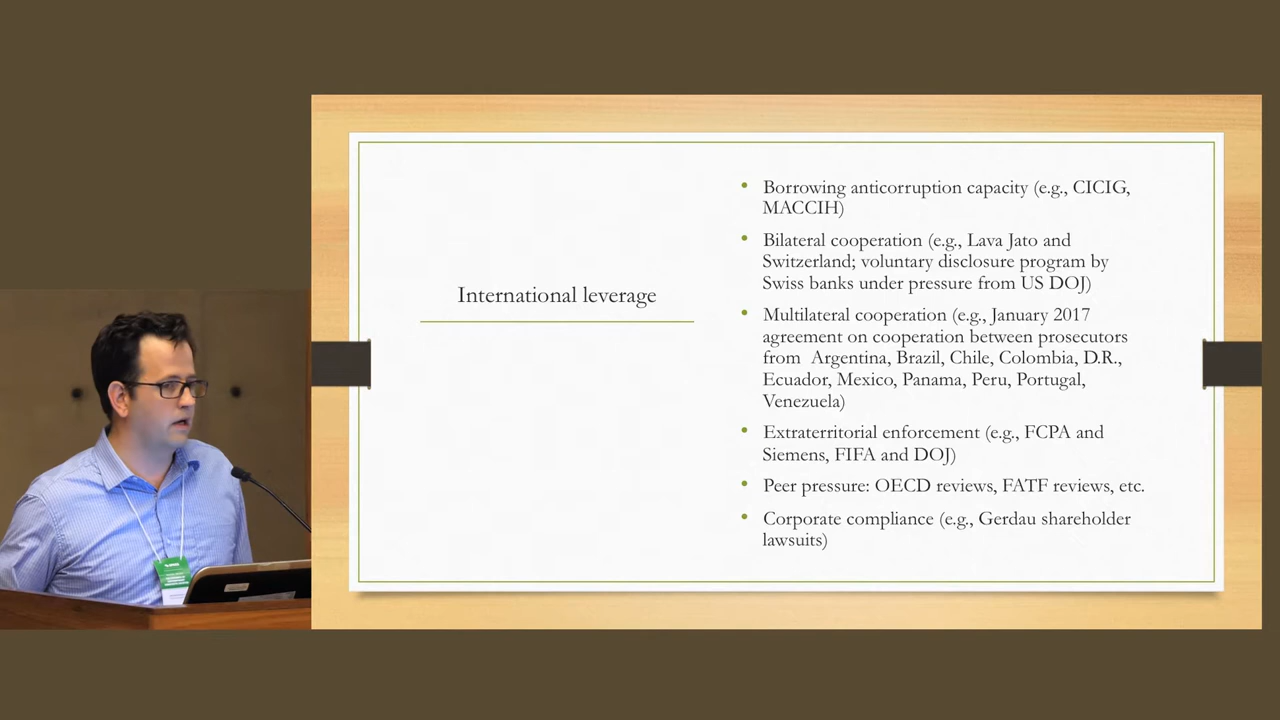 International leverage
• Borrowing anticorruption capacity (e.g., CICIG,
MACCIH)
• Bilateral cooperation (e.g., Lava Jato and
Switzerland; voluntary disclosure program by
Swiss banks under pressure from US DOJ)
• Multilateral cooperation (e.g., January 2017
agreement on cooperation between prosecutors
from Argentina, Brazil, Chile, Colombia, D.R.,
Ecuador, Mexico, Panama, Peru, Portugal,
Venezuela)
• Extraterritorial enforcement (e.g., FCPA and
Siemens, FIFA and DOJ)
• Peer pressure: OECD reviews, FATF reviews, etc.
• Corporate compliance (e.g., Gerdau shareholder
lawsuits)